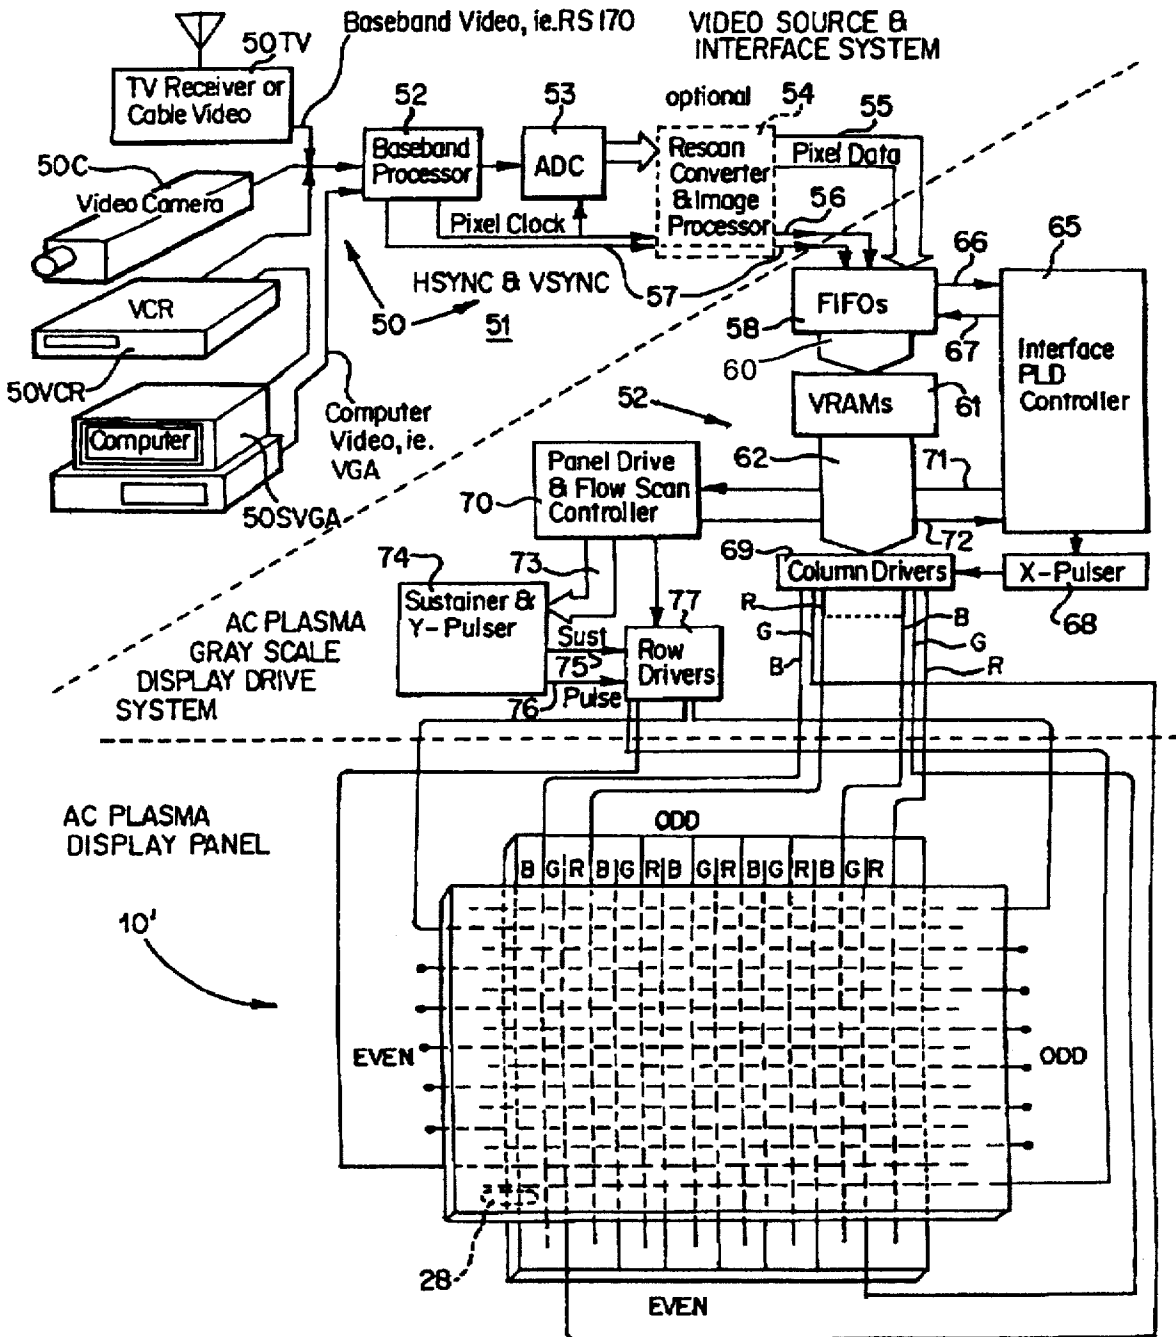 Baseband Video, ie. RS 170
VIDEO SOURCE &
INTERFACE SYSTEM
50TV
TV Receiver or
Cable Video
50C
Video Camera
VCR
50VCR
Computer
50SVGA
Computer
Video, ie.
VGA
52
Baseband
Processor
53
ADC
optional
54
Rescan
Converter
& Image
Processor
55
Pixel Data
56
Pixel Clock
57
HSYNC & VSYNC
50
51
FIFOs
58
60
66
67
65
Interface
PLD
Controller
VRAMs
61
52
62
71
72
Panel Drive
& Flow Scan
Controller
70
69
Column Drivers
X-Pulser
68
73
74
Sustainer &
Y-Pulser
Sust
75
76
Pulse
77
Row
Drivers
R
G
B
B
G
R
AC PLASMA
GRAY SCALE
DISPLAY DRIVE
SYSTEM
AC PLASMA
DISPLAY PANEL
10'
ODD
B G R B G R B G R B G R B G R
EVEN
ODD
28
EVEN